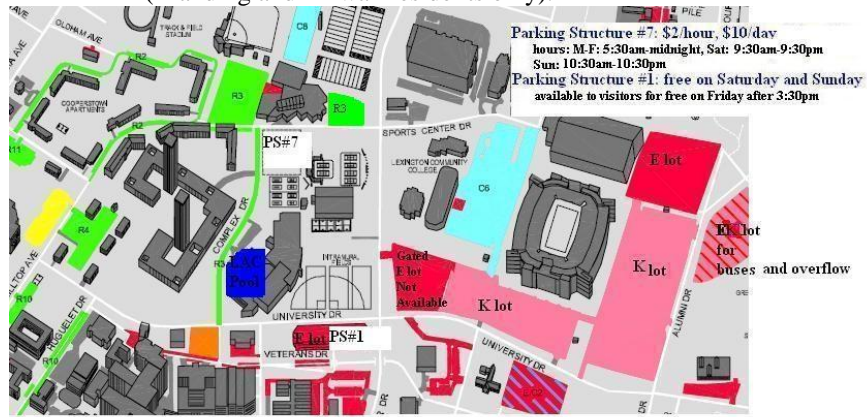 PILE
DR
Parking Structure #7: $2/hour, $10/day
hours: M-F: 5:30am-midnight, Sat: 9:30am-9:30pm
Sun: 10:30am-10:30pm
Parking Structure #1: free on Saturday and Sunday
available to visitors for free on Friday after 3:30pm
OLDHAM AVE
TRACK & FIELD
STADIUM
C8
R2
R3
R3
COOPERSTOWN
APARTMENTS
R2
R11
SPORTS CENTER DR
PS#7
LEXINGTON COMMUNITY
COLLEGE
E lot
C6
R4
COMPLEX DR
lot
for
buses and overflow
K lot
HILLTOP AVE
R3
LAC
Pool
INTRAMURAL
FIELDS
Gated
E lot
Not
Available
K lot
ALUMNI DR
R10
HUGUELET DR
UNIVERSITY DR
E lot PS#1
VETERANS DR
UNIVERSITY DR
R10